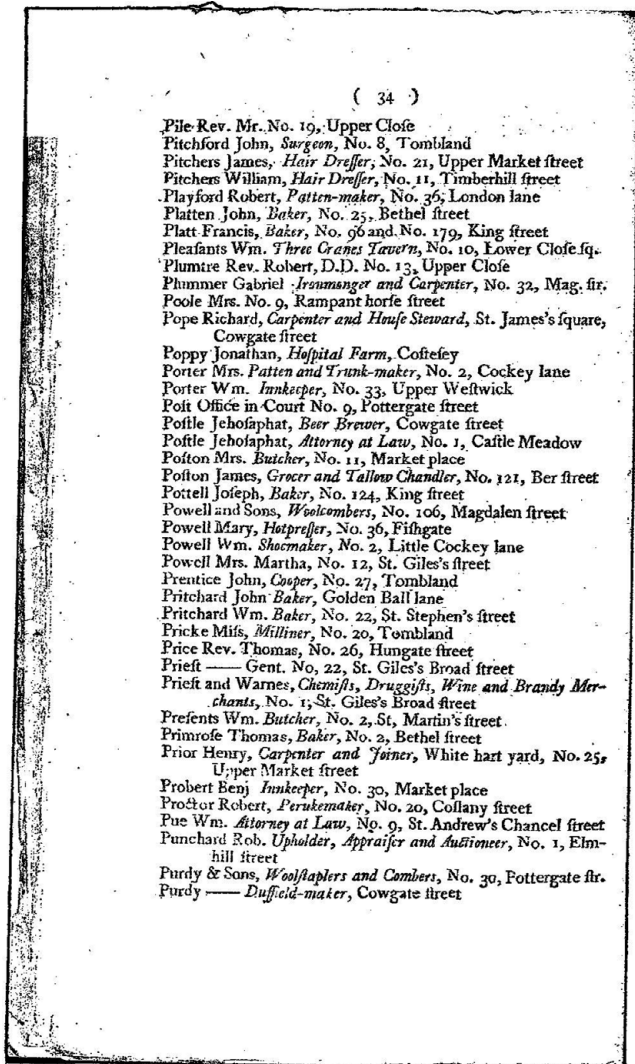 ( 34 )
Pile Rev. Mr. No. 19, Upper Cloſe
Pitchford John, Surgeon, No. 8, Tombland
Pitchers James, Hair Dreſſer, No. 21, Upper Market ſtreet
Pitchers William, Hair Dreſſer, No. 11, Timberhill ſtreet
Playford Robert, Patten-maker, No. 36, London lane
Platten John, Baker, No. 25, Bethel ſtreet
Platt Francis, Baker, No. 96 and No. 179, King ſtreet
Pleaſants Wm. Three Cranes Tavern, No. 10, Lower Cloſe ſq.
Plumtre Rev. Robert, D.D. No. 13, Upper Cloſe
Plummer Gabriel Ironmonger and Carpenter, No. 32, Mag. ſtr.
Poole Mrs. No. 9, Rampant horſe ſtreet
Pope Richard, Carpenter and Houſe Steward, St. James's ſquare,
Cowgate ſtreet
Poppy Jonathan, Hoſpital Farm, Coſteſey
Porter Mrs. Patten and Trunk-maker, No. 2, Cockey lane
Porter Wm. Innkeeper, No. 33, Upper Weſtwick
Poſt Office in Court No. 9, Pottergate ſtreet
Poſtle Jehoſaphat, Beer Brewer, Cowgate ſtreet
Poſtle Jehoſaphat, Attorney at Law, No. 1, Caſtle Meadow
Poſton Mrs. Butcher, No. 11, Market place
Poſton James, Grocer and Tallow Chandler, No. 121, Ber ſtreet
Pottell Joſeph, Baker, No. 124, King ſtreet
Powell and Sons, Woolcombers, No. 106, Magdalen ſtreet
Powell Mary, Hotpreſſer, No. 36, Fiſhgate
Powell Wm. Shoemaker, No. 2, Little Cockey lane
Powell Mrs. Martha, No. 12, St. Giles's ſtreet
Prentice John, Cooper, No. 27, Tombland
Pritchard John Baker, Golden Ball lane
Pritchard Wm. Baker, No. 22, St. Stephen's ſtreet
Pricke Miſs, Milliner, No. 20, Tombland
Price Rev. Thomas, No. 26, Hungate ſtreet
Prieſt —— Gent. No, 22, St. Giles's Broad ſtreet
Prieſt and Warnes, Chemiſts, Druggiſts, Wine and Brandy Mer-
chants, No. 1, St. Giles's Broad ſtreet
Preſents Wm. Butcher, No. 2, St, Martin's ſtreet
Primroſe Thomas, Baker, No. 2, Bethel ſtreet
Prior Henry, Carpenter and Joiner, White hart yard, No. 25,
Upper Market ſtreet
Probert Benj Innkeeper, No. 30, Market place
Proctor Robert, Perukemaker, No. 20, Coſlany ſtreet
Pue Wm. Attorney at Law, No. 9, St. Andrew's Chancel ſtreet
Punchard Rob. Upholder, Appraiſer and Auctioneer, No. 1, Elm-
hill ſtreet
Purdy & Sons, Woolſtaplers and Combers, No. 30, Pottergate ſtr.
Purdy —— Duffield-maker, Cowgate ſtreet